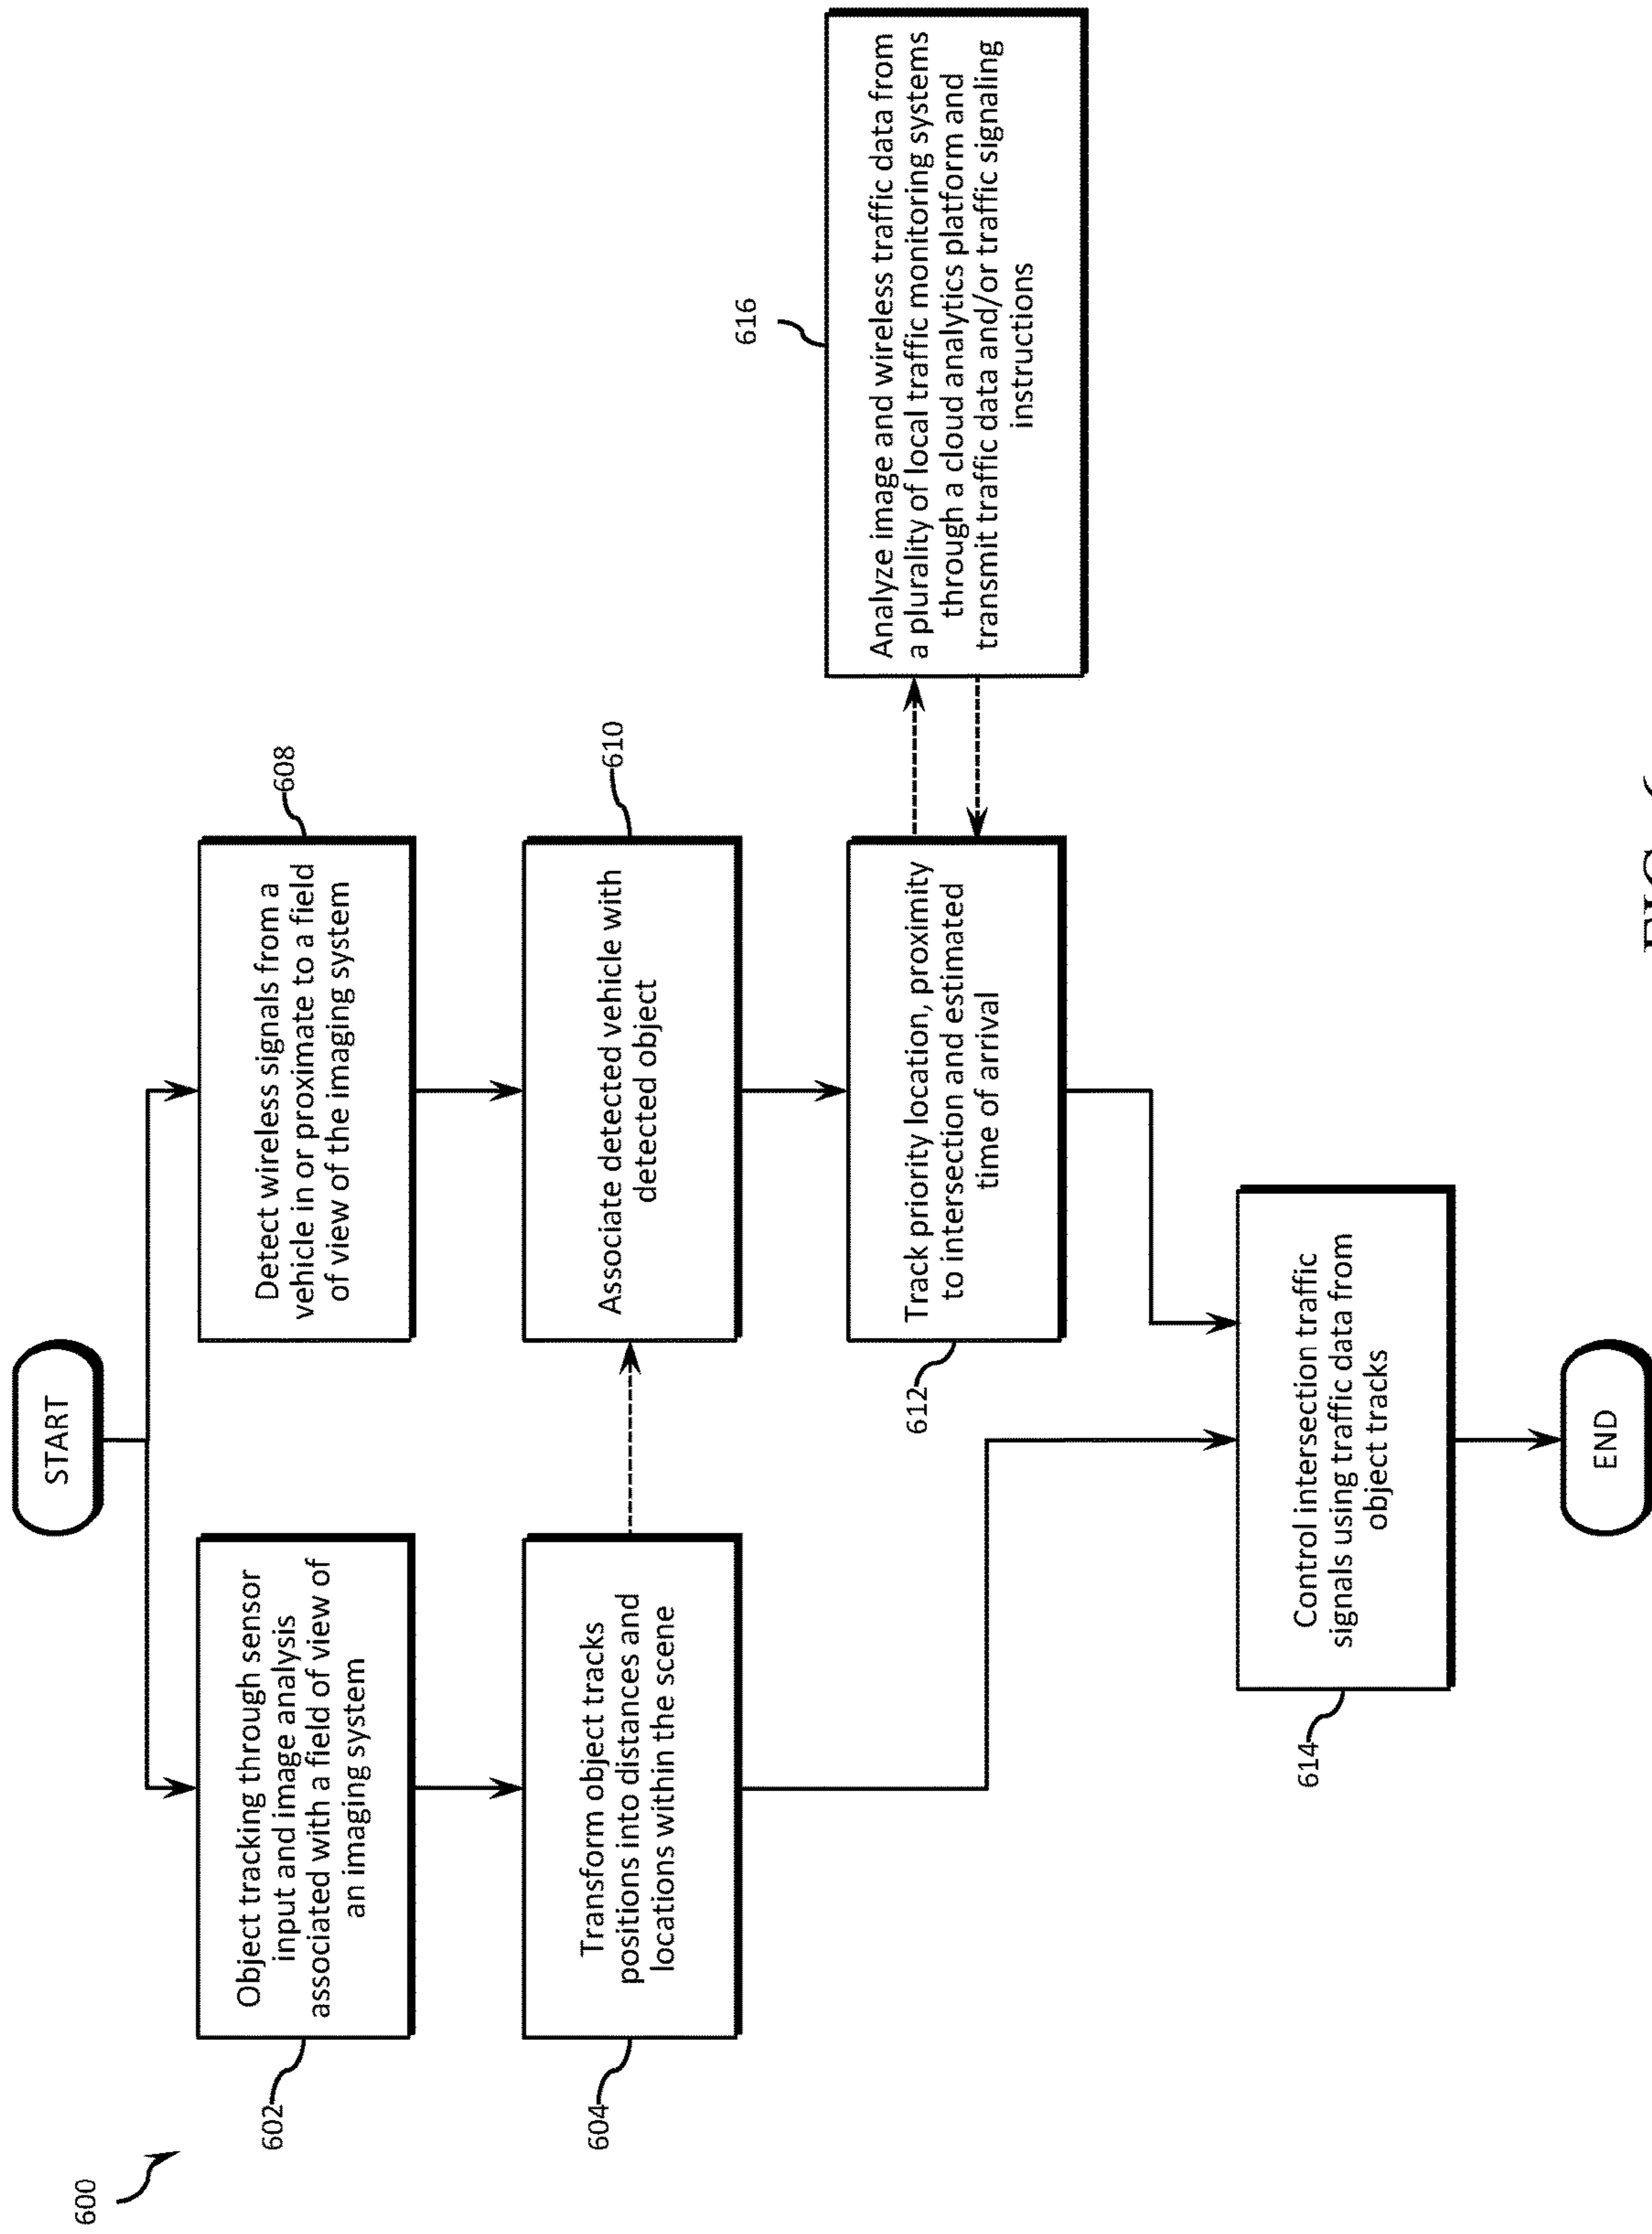 600
START
602
Object tracking through sensor
input and image analysis
associated with a field of view of
an imaging system
608
Detect wireless signals from a
vehicle in or proximate to a field
of view of the imaging system
604
Transform object tracks
positions into distances and
locations within the scene
610
Associate detected vehicle with
detected object
612
Track priority location, proximity
to intersection and estimated
time of arrival
616
Analyze image and wireless traffic data from
a plurality of local traffic monitoring systems
through a cloud analytics platform and
transmit traffic data and/or traffic signaling
instructions
614
Control intersection traffic
signals using traffic data from
object tracks
END